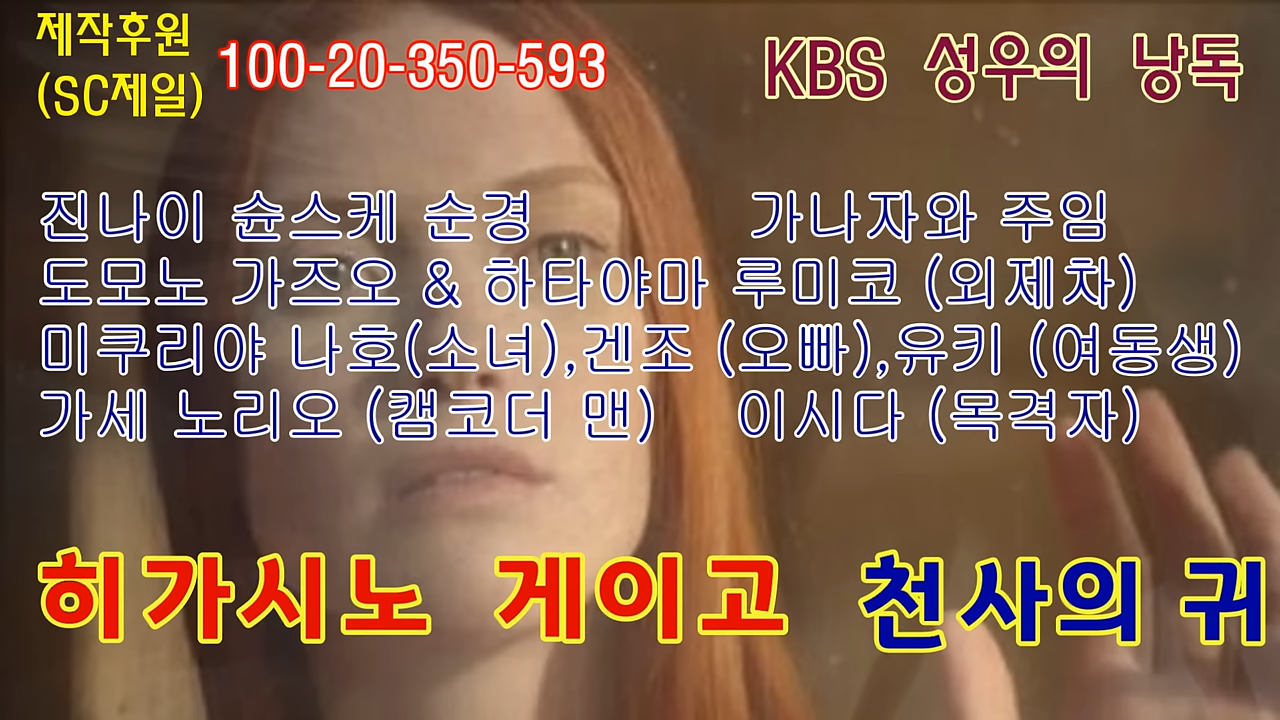 제작후원
(SC제일)
100-20-350-593
KBS 성우의 낭독
진나이 슌스케 순경 가나자와 주임
도모노 가즈오 & 하타야마 루미코 (외제차)
미쿠리야 나호(소녀),겐조 (오빠),유키 (여동생)
가세 노리오 (캠코더 맨) 이시다 (목격자)
히가시노 게이고 천사의 귀